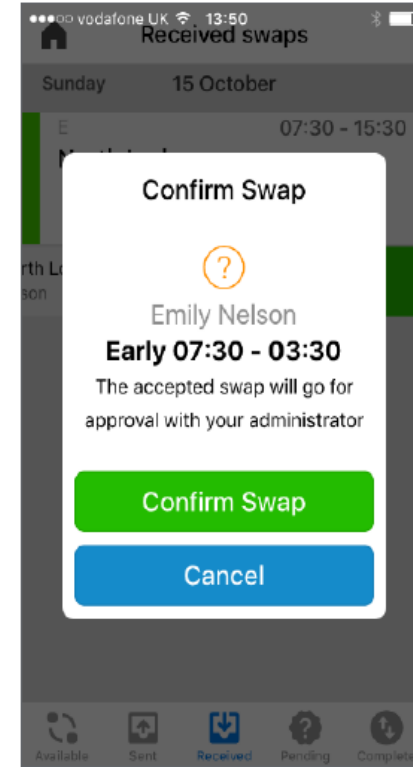 vodafone UK 13:50
Received swaps
Sunday 15 October
E 07:30 - 15:30
Confirm Swap
?
Emily Nelson
Early 07:30 - 03:30
The accepted swap will go for
approval with your administrator
Confirm Swap
Cancel
Available Sent Received Pending Complete